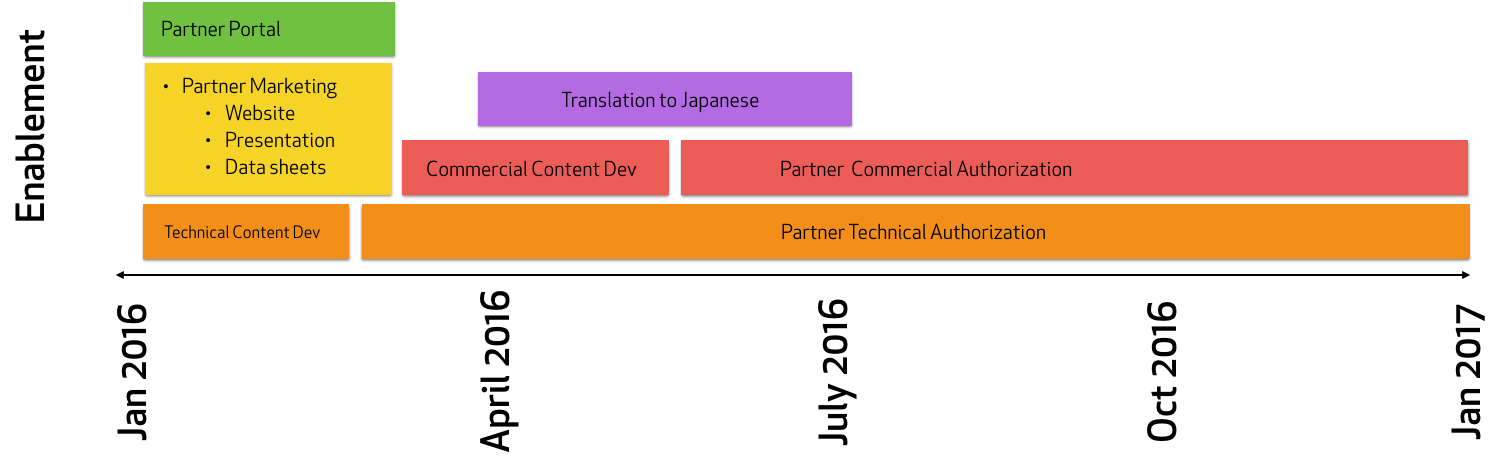 Enablement
Partner Portal
• Partner Marketing
• Website
• Presentation
• Data sheets
Translation to Japanese
Commercial Content Dev
Partner Commercial Authorization
Technical Content Dev
Partner Technical Authorization
Jan 2016
April 2016
July 2016
Oct 2016
Jan 2017